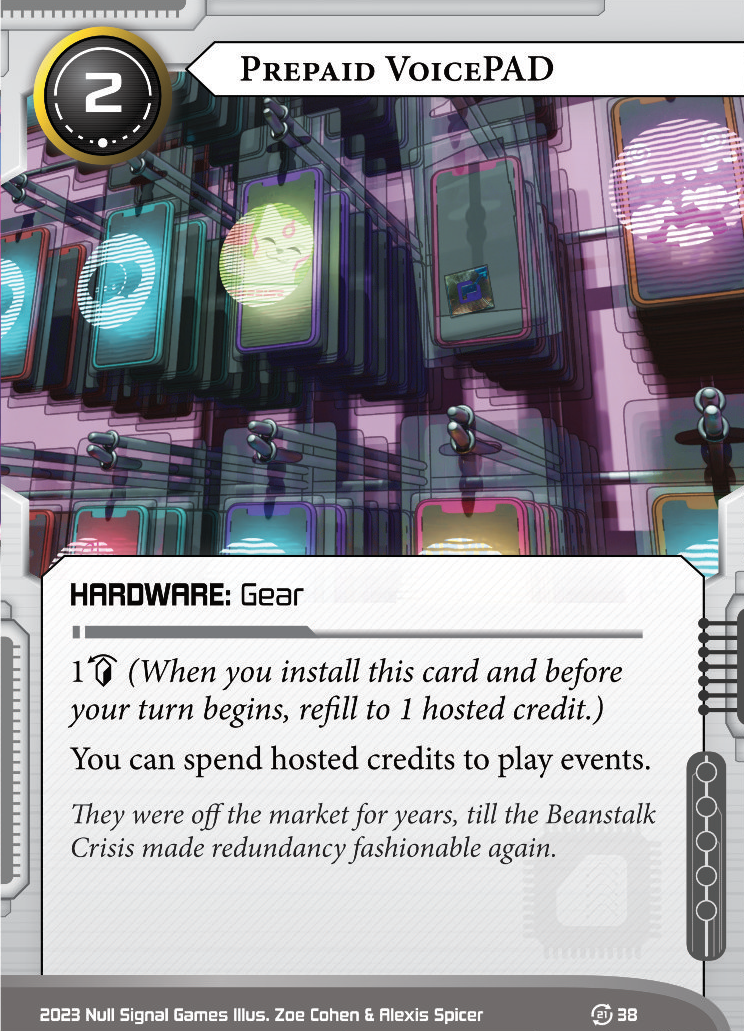 2
Prepaid VoicePAD
HARDWARE: Gear
1 (When you install this card and before
your turn begins, refill to 1 hosted credit.)
You can spend hosted credits to play events.
They were off the market for years, till the Beanstalk
Crisis made redundancy fashionable again.
2023 Null Signal Games Illus. Zoe Cohen & Alexis Spicer
21 38